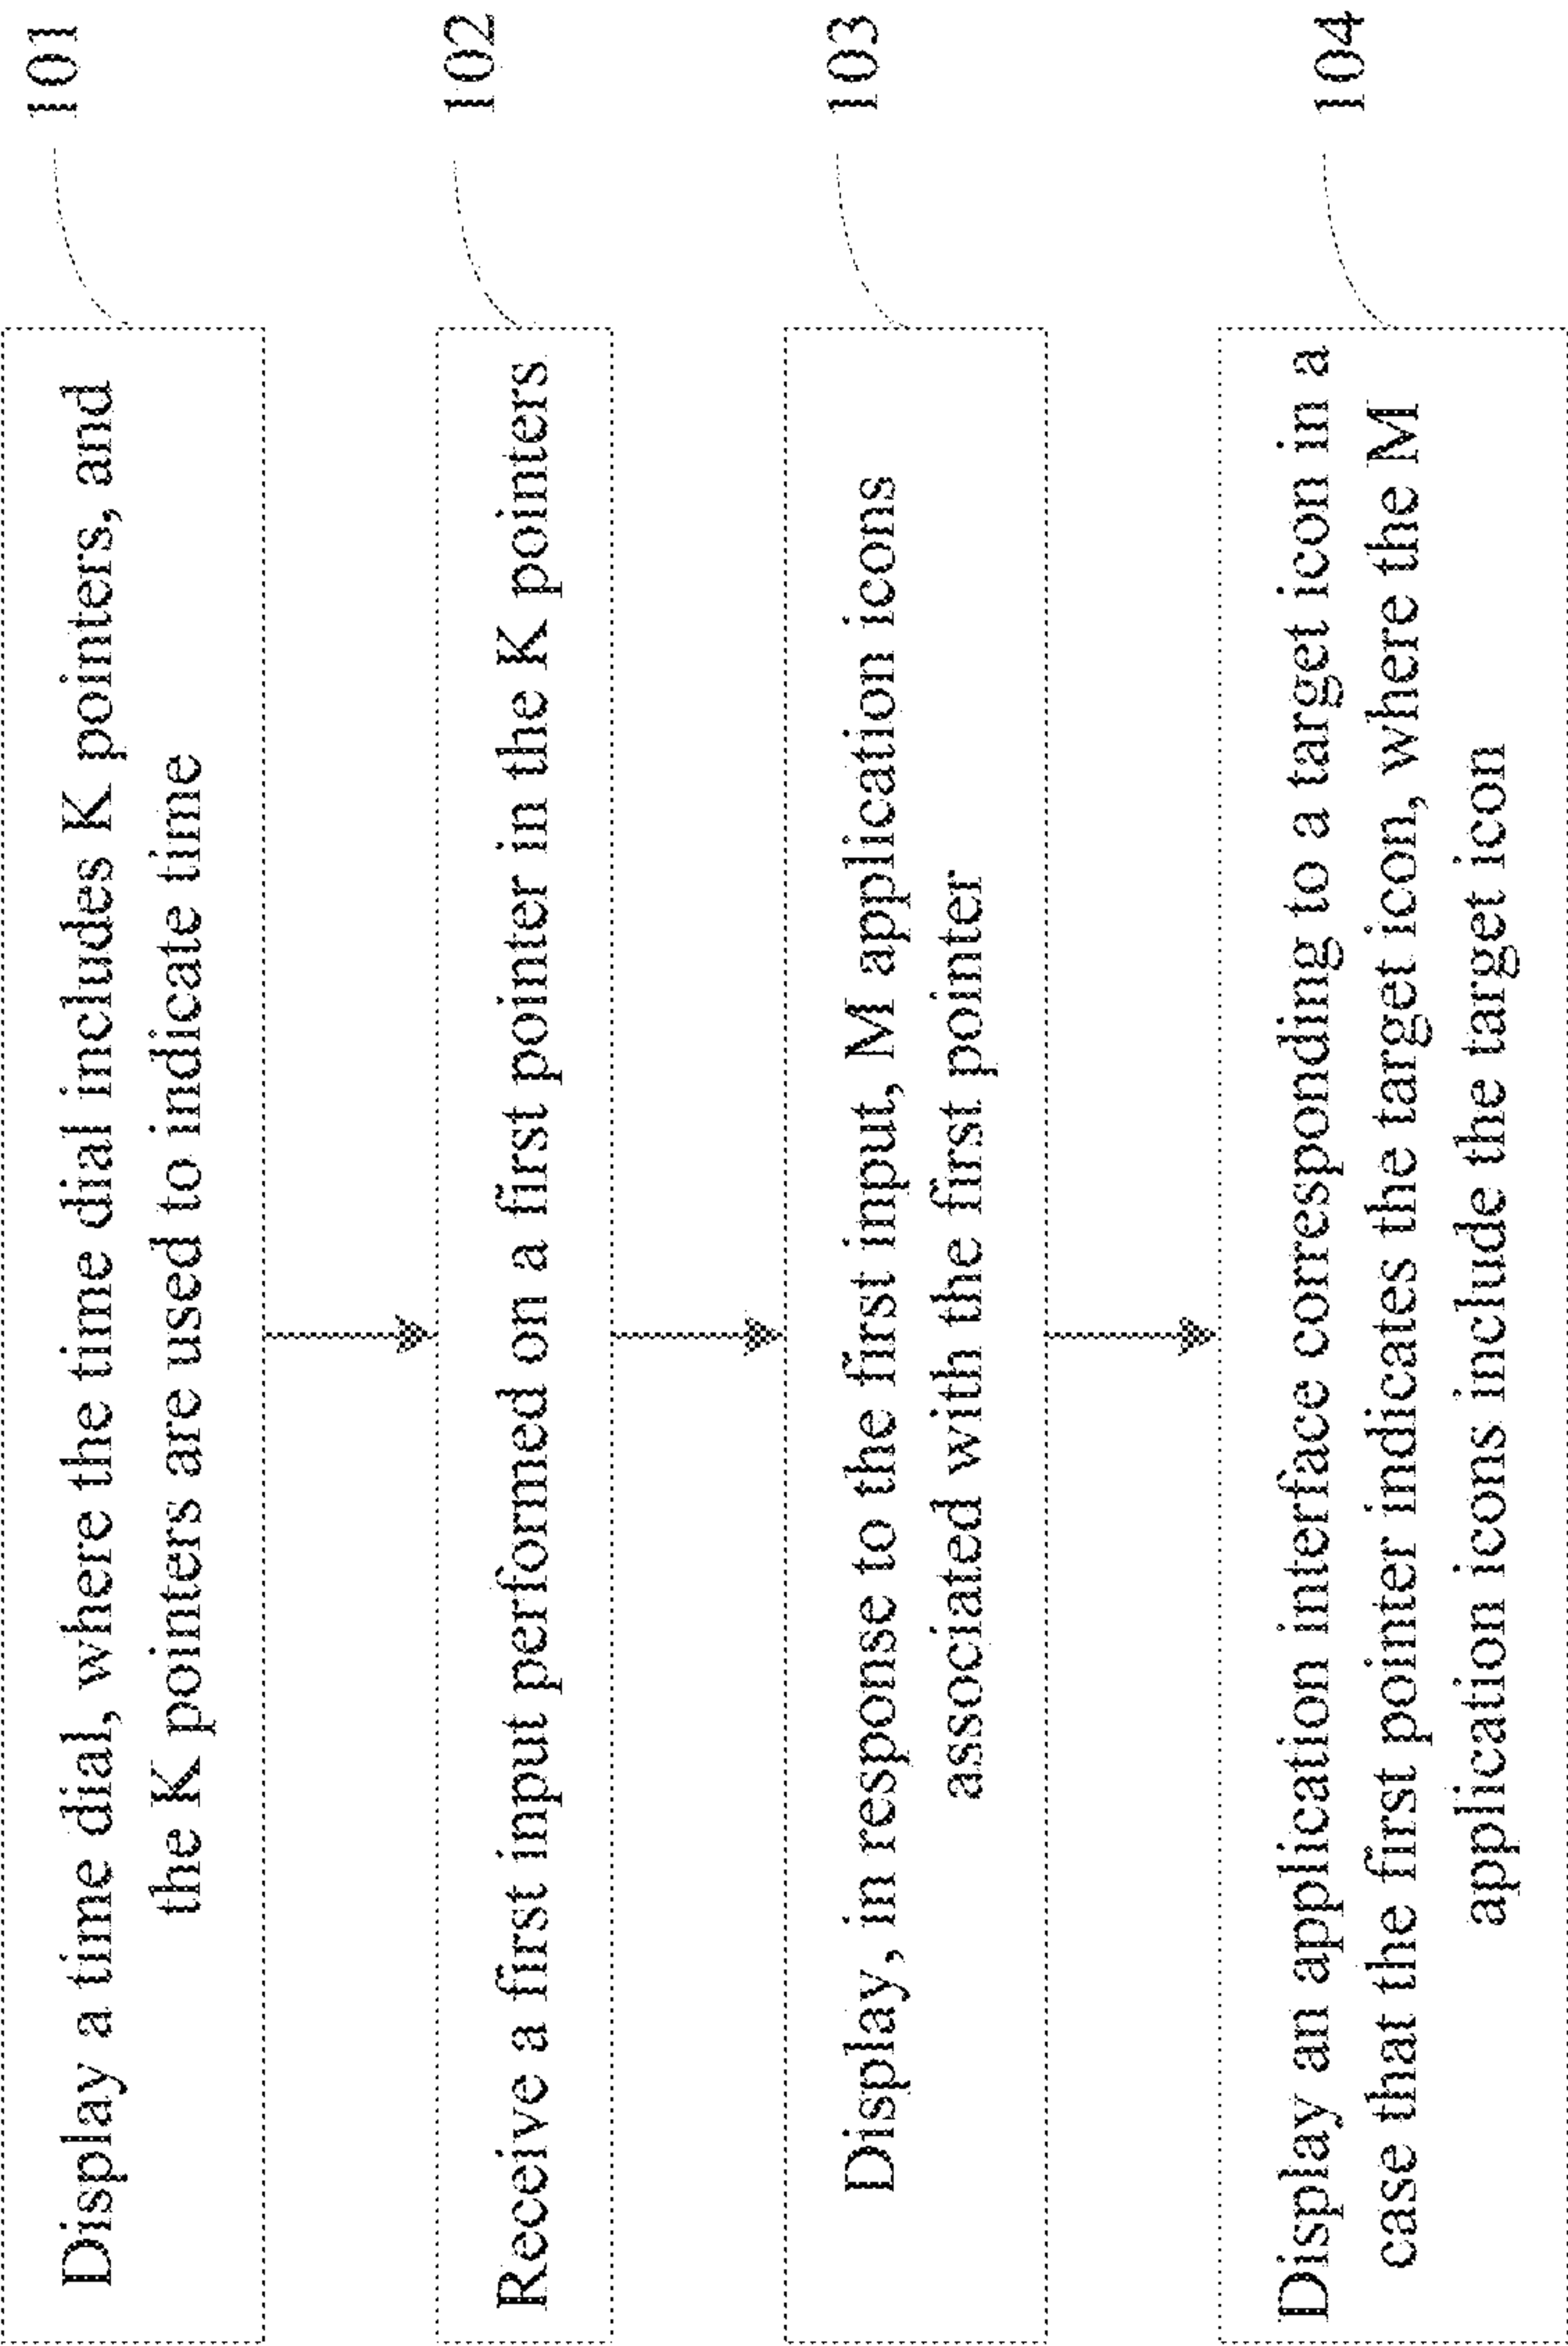 Display a time dial, where the time dial includes K pointers, and
the K pointers are used to indicate time
101
Receive a first input performed on a first pointer in the K pointers
102
Display, in response to the first input, M application icons
associated with the first pointer
103
Display an application interface corresponding to a target icon in a
case that the first pointer indicates the target icon, where the M
application icons include the target icon
104